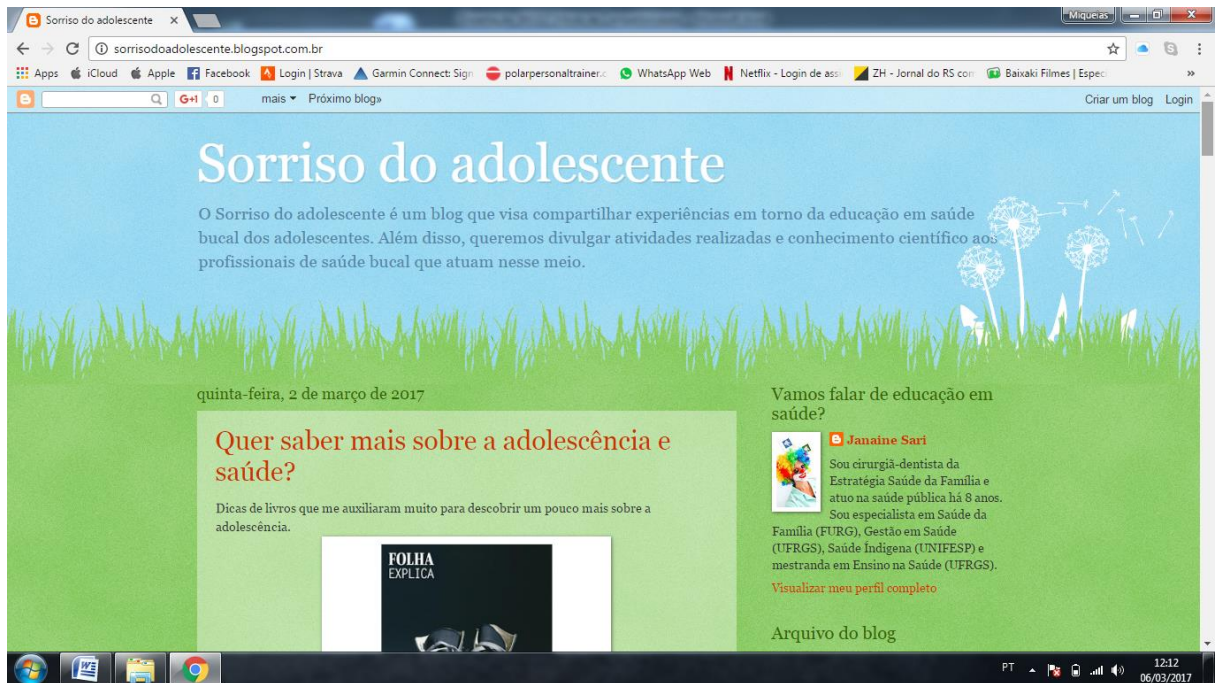 Sorriso do adolescente
Miqueias
sorrisodoadolescente.blogspot.com.br
Apps iCloud Apple Facebook Login | Strava Garmin Connect: Sign polarpersonaltrainer.c WhatsApp Web Netflix - Login de assi ZH - Jornal do RS con Baixaki Filmes | Especi »
G+1 0 mais Próximo blog» Criar um blog Login
Sorriso do adolescente
O Sorriso do adolescente é um blog que visa compartilhar experiências em torno da educação em saúde
bucal dos adolescentes. Além disso, queremos divulgar atividades realizadas e conhecimento científico aos
profissionais de saúde bucal que atuam nesse meio.
quinta-feira, 2 de março de 2017
Quer saber mais sobre a adolescência e
saúde?
Dicas de livros que me auxiliaram muito para descobrir um pouco mais sobre a
adolescência.
FOLHA
EXPLICA
Vamos falar de educação em
saúde?
Janaine Sari
Sou cirurgiã-dentista da
Estratégia Saúde da Família e
atuo na saúde pública há 8 anos.
Sou especialista em Saúde da
Família (FURG), Gestão em Saúde
(UFRGS), Saúde Índigena (UNIFESP) e
mestranda em Ensino na Saúde (UFRGS).
Visualizar meu perfil completo
Arquivo do blog
PT
12:12
06/03/2017